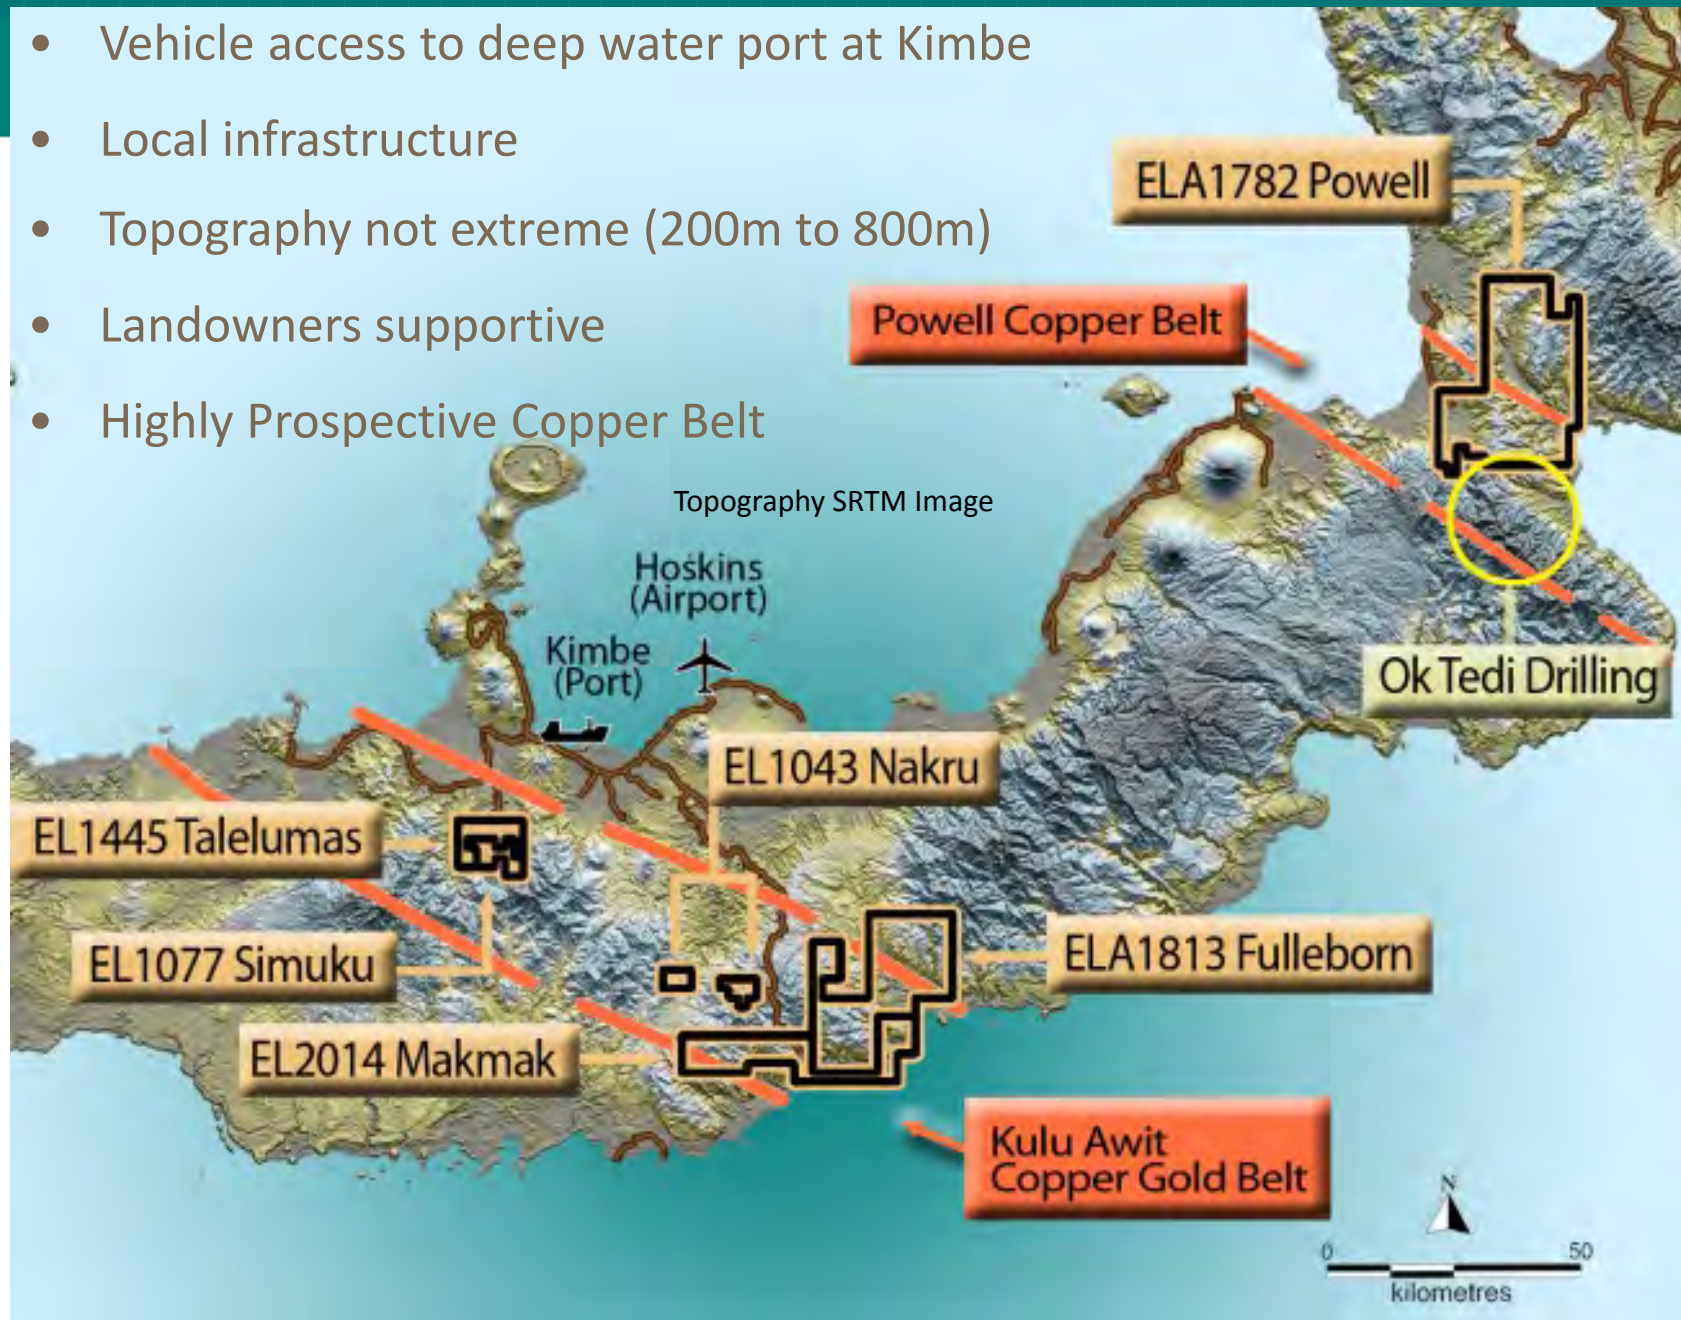 • Vehicle access to deep water port at Kimbe
• Local infrastructure
• Topography not extreme (200m to 800m)
• Landowners supportive
• Highly Prospective Copper Belt
ELA1782 Powell
Powell Copper Belt
Topography SRTM Image
Hoskins
(Airport)
Kimbe
(Port)
Ok Tedi Drilling
EL1043 Nakru
EL1445 Talelumas
EL1077 Simuku
ELA1813 Fulleborn
EL2014 Makmak
Kulu Awit
Copper Gold Belt
N
0 50
kilometres